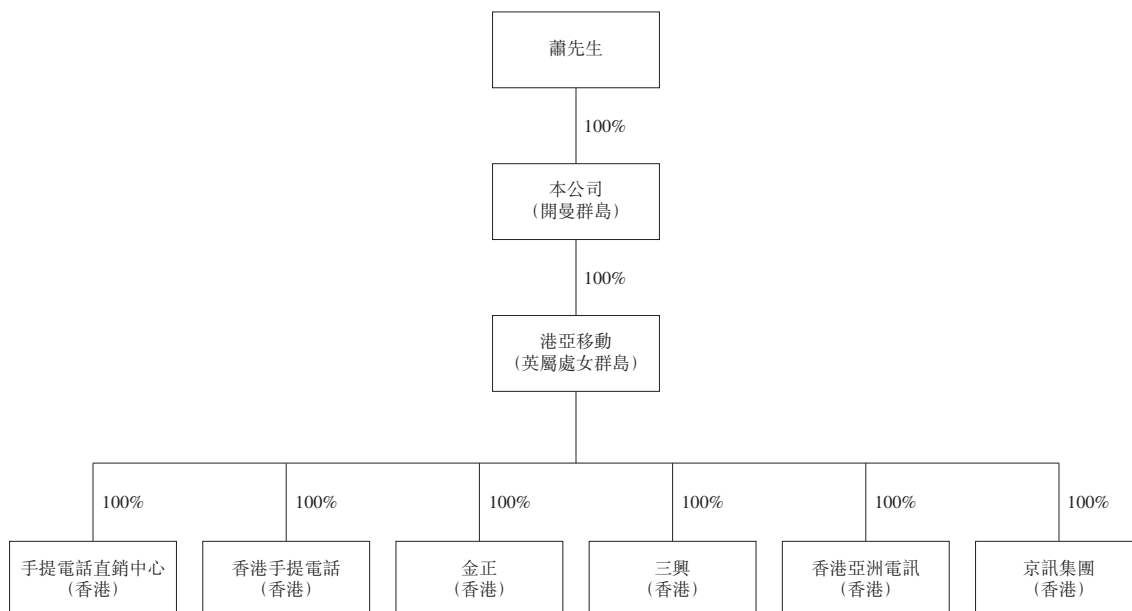 蕭先生
100%
本公司
（開曼群島）
100%
港亞移動
（英屬處女群島）
100%
100%
100%
100%
100%
100%
手提電話直銷中心
（香港）
香港手提電話
（香港）
金正
（香港）
三興
（香港）
香港亞洲電訊
（香港）
京訊集團
（香港）